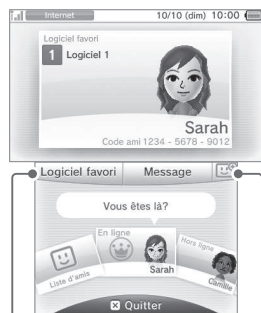 Internet 10/10 (dim) 10:00
Logiciel favori
1 Logiciel 1
Sarah
Code ami 1234 - 5678 - 9012
Logiciel favori Message
Vous êtes là?
En ligne
Hors ligne
Liste d'amis
Sarah
Camille
X Quitter